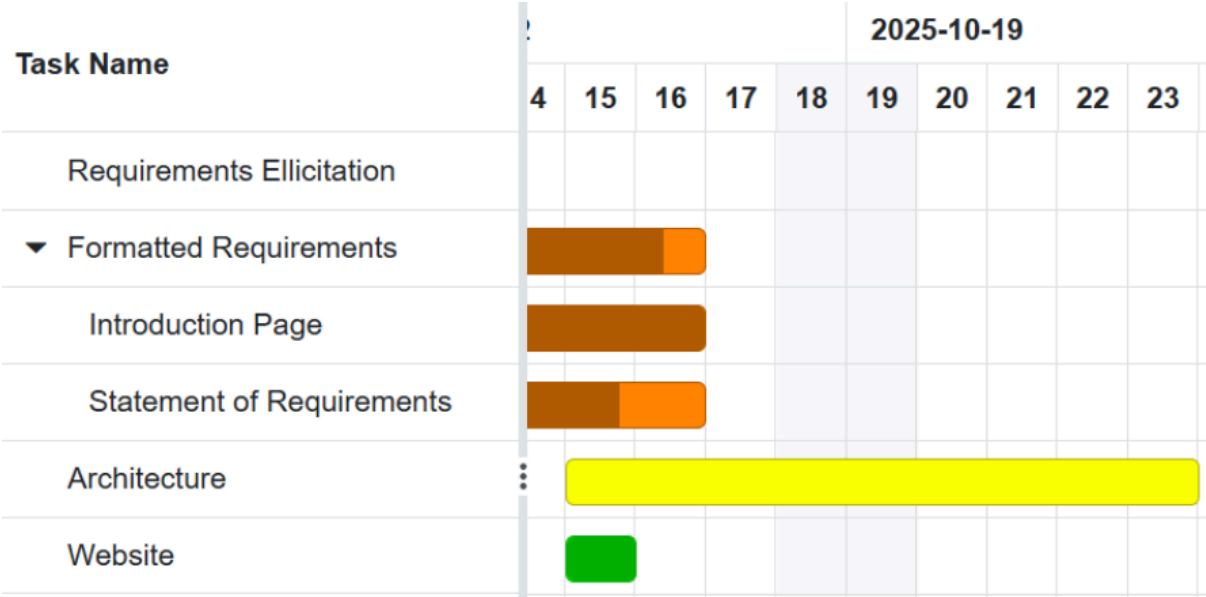 Task Name
2025-10-19
4 15 16 17 18 19 20 21 22 23
Requirements Ellicitation
Formatted Requirements
Introduction Page
Statement of Requirements
Architecture
Website